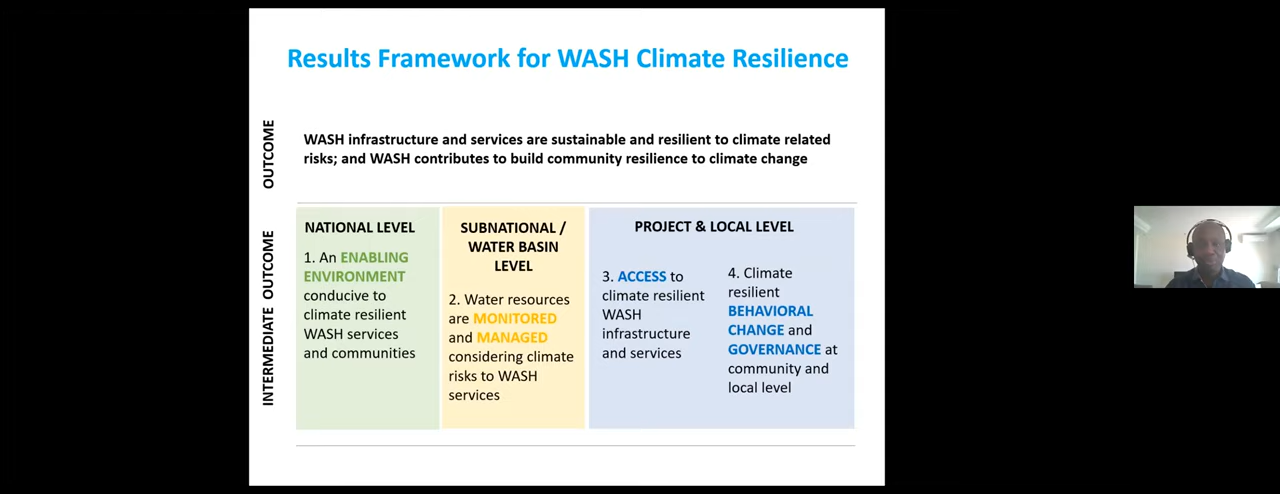 Results Framework for WASH Climate Resilience
OUTCOME
WASH infrastructure and services are sustainable and resilient to climate related
risks; and WASH contributes to build community resilience to climate change
INTERMEDIATE OUTCOME
NATIONAL LEVEL
1. An ENABLING
ENVIRONMENT
conducive to
climate resilient
WASH services
and communities
SUBNATIONAL /
WATER BASIN
LEVEL
2. Water resources
are MONITORED
and MANAGED
considering climate
risks to WASH
services
PROJECT & LOCAL LEVEL
3. ACCESS to
climate resilient
WASH
infrastructure
and services
4. Climate
resilient
BEHAVIORAL
CHANGE and
GOVERNANCE at
community and
local level